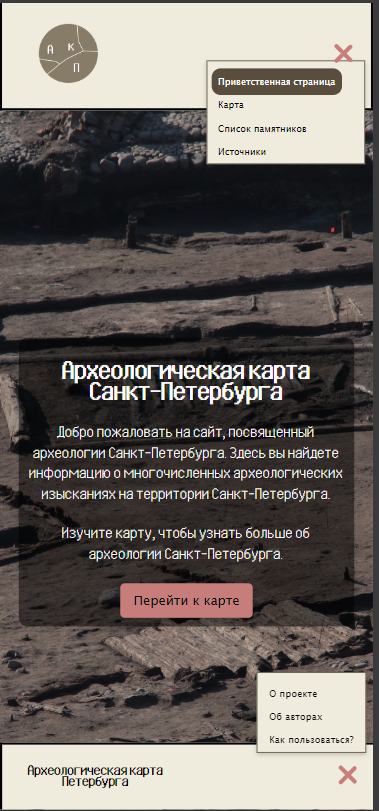 А К
П
Приветственная страница
Карта
Список памятников
Источники
Археологическая карта
Санкт-Петербурга
Добро пожаловать на сайт, посвященный
археологии Санкт-Петербурга. Здесь вы найдете
информацию о многочисленных археологических
изысканиях на территории Санкт-Петербурга.
Изучите карту, чтобы узнать больше об
археологии Санкт-Петербурга.
Перейти к карте
О проекте
Об авторах
Как пользоваться?
Археологическая карта
Петербурга